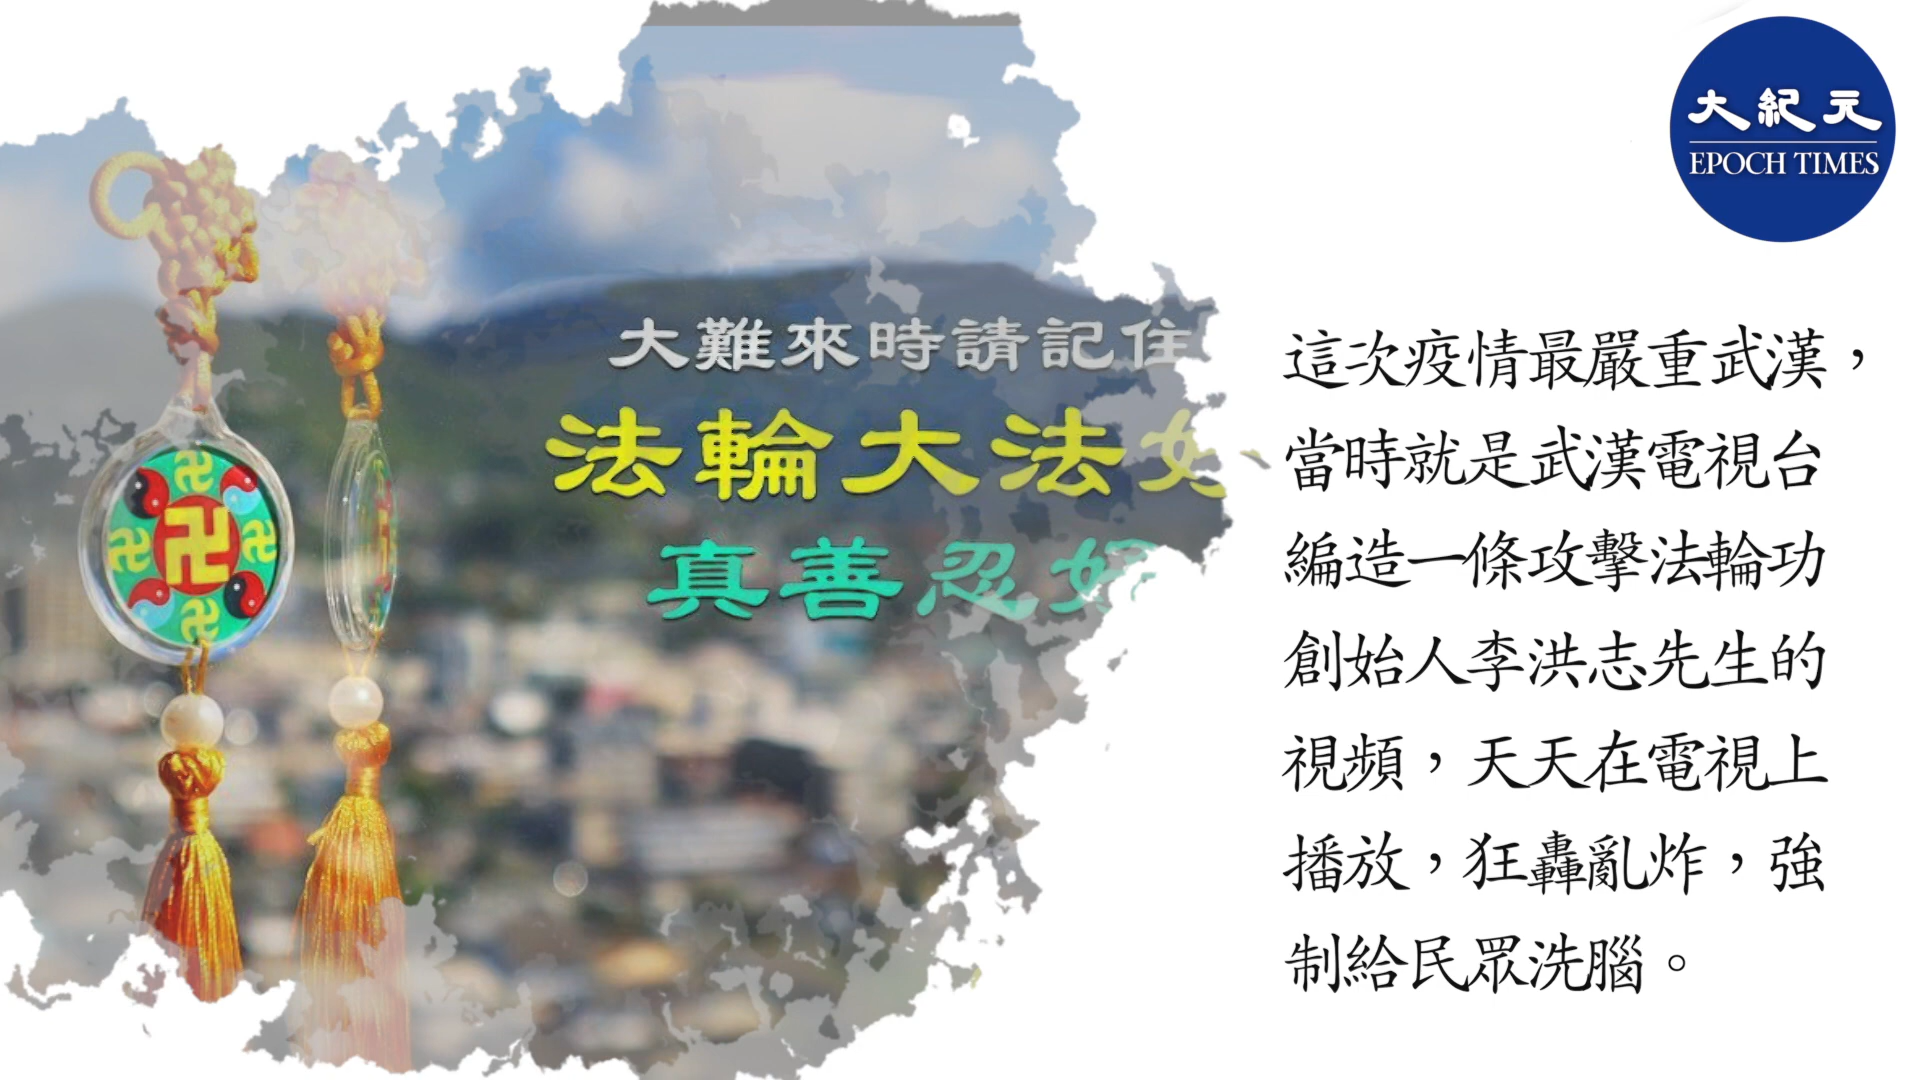 大紀元
EPOCH TIMES
大難來時請記住
法輪大法好
真善忍好
這次疫情最嚴重武漢，
當時就是武漢電視台
編造一條攻擊法輪功
創始人李洪志先生的
視頻，天天在電視上
播放，狂轟亂炸，強
制給民眾洗腦。